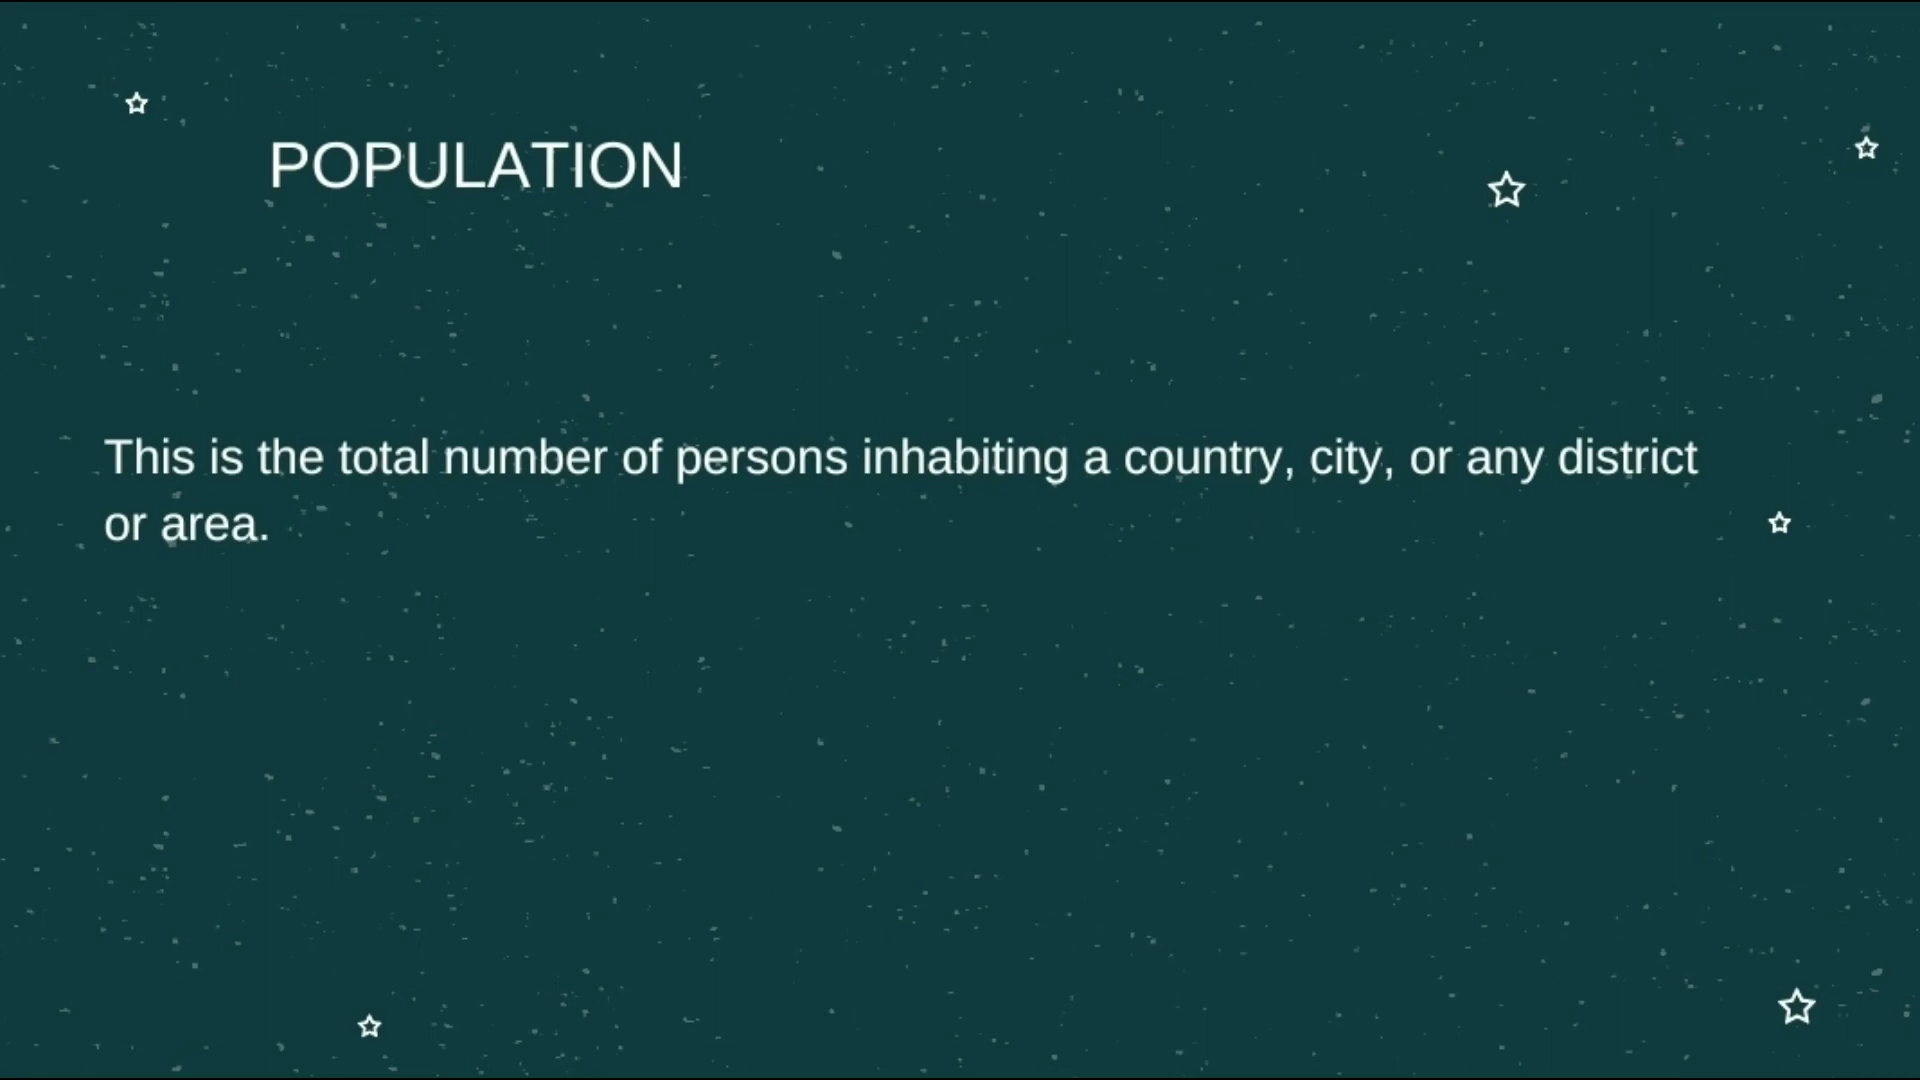 POPULATION
This is the total number of persons inhabiting a country, city, or any district
or area.